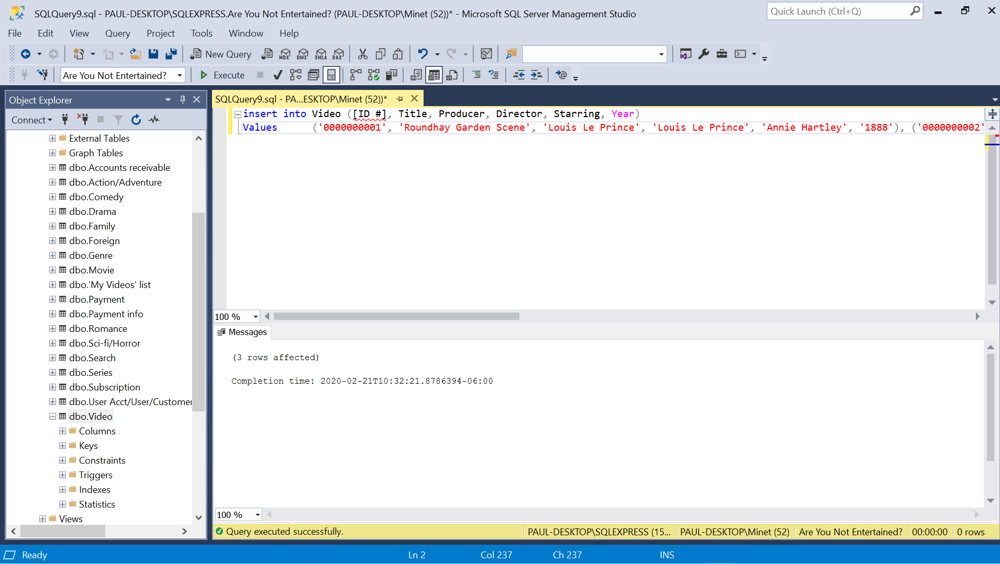 SQLQuery9.sql - PAUL-DESKTOP\SQLEXPRESS.Are You Not Entertained? (PAUL-DESKTOP\Minet (52))* - Microsoft SQL Server Management Studio
Quick Launch (Ctrl+Q)
File Edit View Query Project Tools Window Help
New Query MDX DMX XMLA DAX
Are You Not Entertained? Execute
Object Explorer
Connect
External Tables
Graph Tables
dbo.Accounts receivable
dbo.Action/Adventure
dbo.Comedy
dbo.Drama
dbo.Family
dbo.Foreign
dbo.Genre
dbo.Movie
dbo.'My Videos' list
dbo.Payment
dbo.Payment info
dbo.Romance
dbo.Sci-fi/Horror
dbo.Search
dbo.Series
dbo.Subscription
dbo.User Acct/User/Customer
dbo.Video
Columns
Keys
Constraints
Triggers
Indexes
Statistics
Views
SQLQuery9.sql - PA...ESKTOP\Minet (52))*
insert into Video ([ID #], Title, Producer, Director, Starring, Year)
Values ('0000000001', 'Roundhay Garden Scene', 'Louis Le Prince', 'Louis Le Prince', 'Annie Hartley', '1888'), ('0000000002'
100 %
Messages
(3 rows affected)
Completion time: 2020-02-21T10:32:21.8786394-06:00
100 %
Query executed successfully. PAUL-DESKTOP\SQLEXPRESS (15... PAUL-DESKTOP\Minet (52) Are You Not Entertained? 00:00:00 0 rows
Ready Ln 2 Col 237 Ch 237 INS